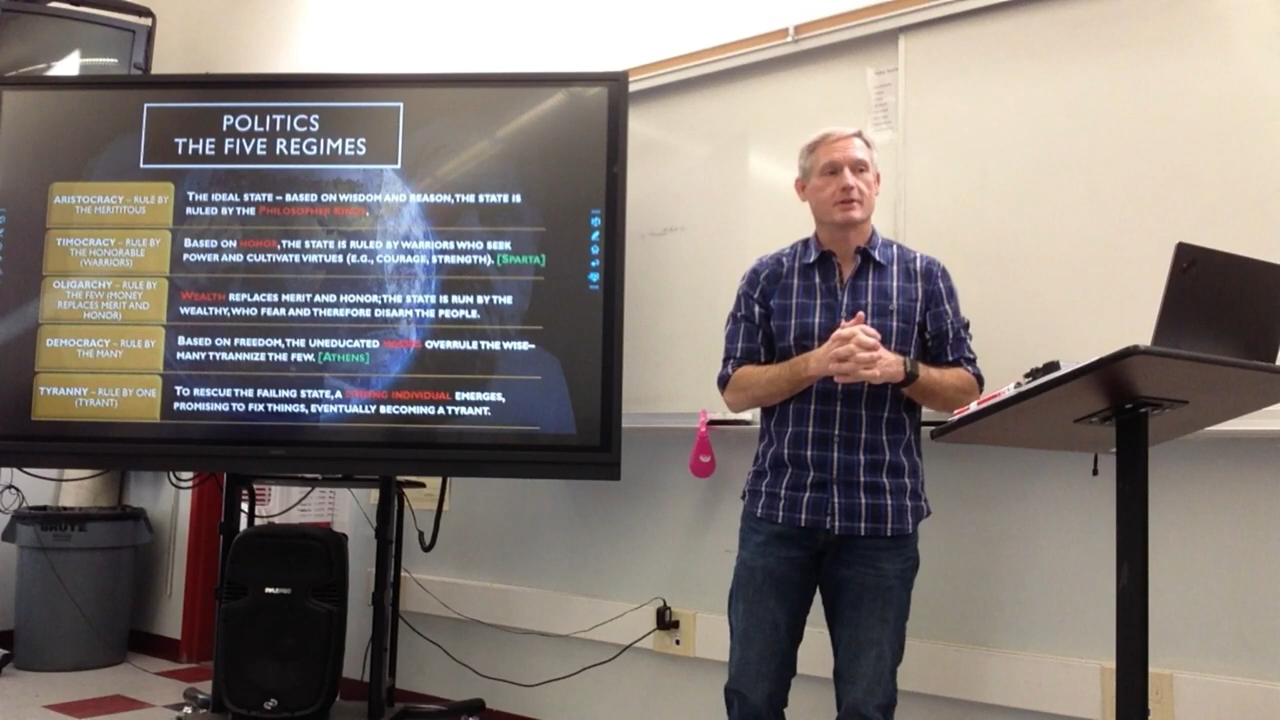 POLITICS
THE FIVE REGIMES
ARISTOCRACY – RULE BY
THE MERITITOUS
THE IDEAL STATE – BASED ON WISDOM AND REASON, THE STATE IS
RULED BY THE PHILOSOPHER KINGS.
TIMOCRACY – RULE BY
THE HONORABLE
(WARRIORS)
BASED ON HONOR, THE STATE IS RULED BY WARRIORS WHO SEEK
POWER AND CULTIVATE VIRTUES (E.G., COURAGE, STRENGTH). [SPARTA]
OLIGARCHY – RULE BY
THE FEW (MONEY
REPLACES MERIT AND
HONOR)
WEALTH REPLACES MERIT AND HONOR; THE STATE IS RUN BY THE
WEALTHY, WHO FEAR AND THEREFORE DISARM THE PEOPLE.
DEMOCRACY – RULE BY
THE MANY
BASED ON FREEDOM, THE UNEDUCATED OVERRULE THE WISE–
MANY TYRANNIZE THE FEW. [ATHENS]
TYRANNY – RULE BY ONE
(TYRANT)
TO RESCUE THE FAILING STATE, A STRONG INDIVIDUAL EMERGES,
PROMISING TO FIX THINGS, EVENTUALLY BECOMING A TYRANT.
BRUTE